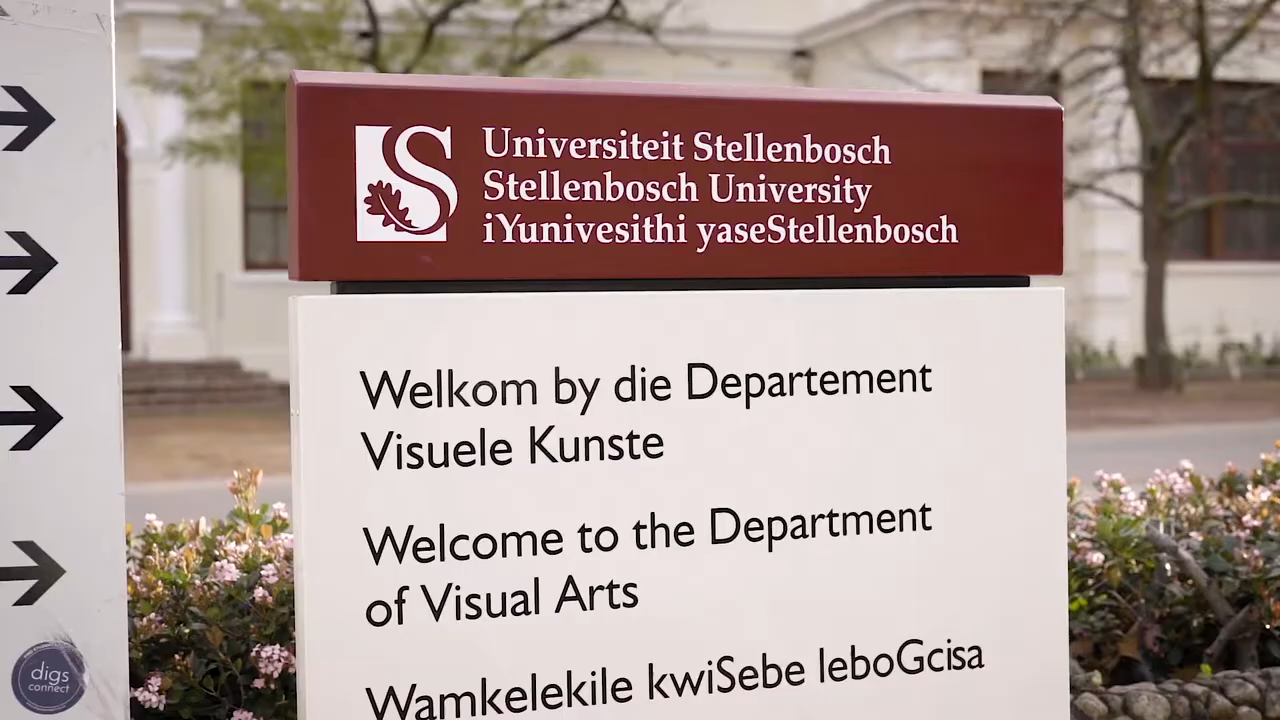 Universiteit Stellenbosch
Stellenbosch University
iYunivesithi yaseStellenbosch
Welkom by die Departement
Visuele Kunste
Welcome to the Department
of Visual Arts
Wamkelekile kwiSebe leboGcisa
digs
connect